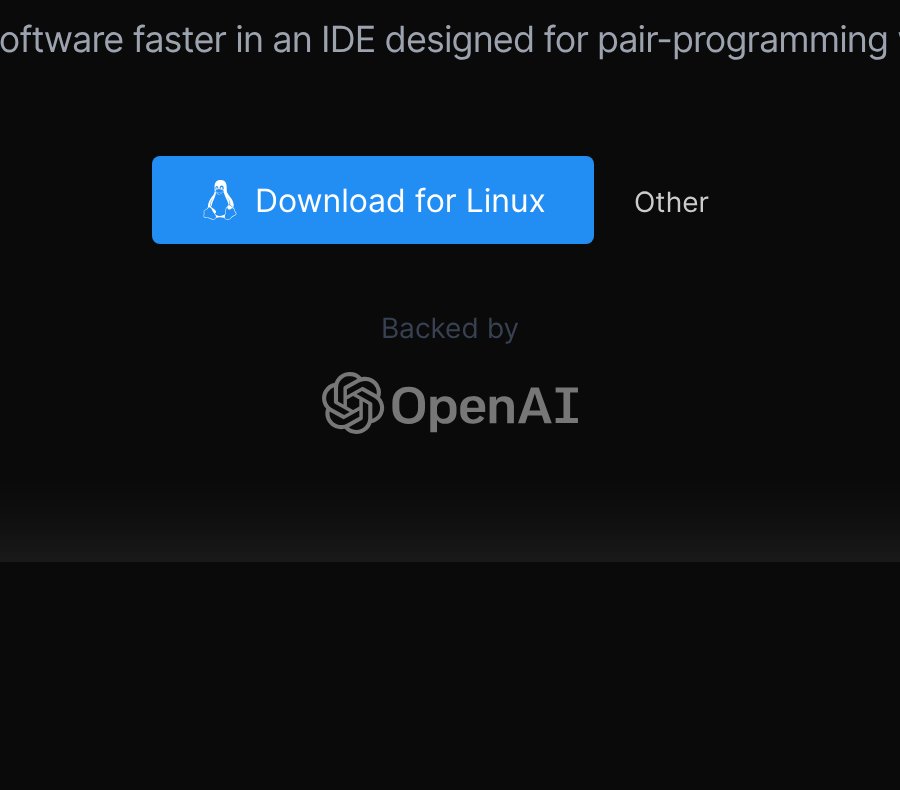 oftware faster in an IDE designed for pair-programming
Download for Linux
Other
Backed by
OpenAI